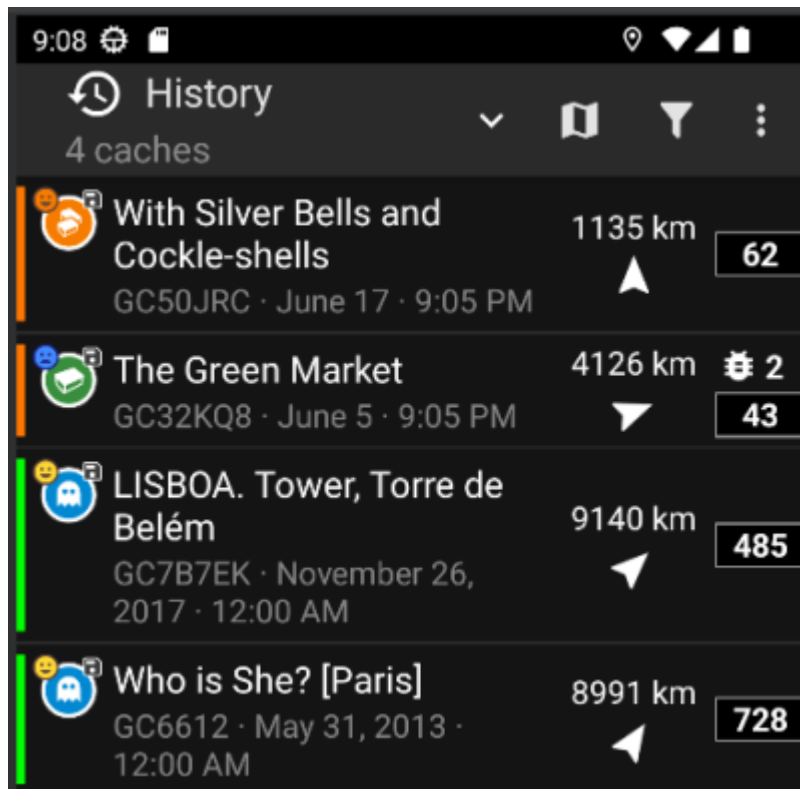 9:08
History
4 caches
With Silver Bells and
Cockle-shells
GC50JRC · June 17 · 9:05 PM
1135 km
62
The Green Market
GC32KQ8 · June 5 · 9:05 PM
4126 km
2
43
LISBOA. Tower, Torre de
Belém
GC7B7EK · November 26,
2017 · 12:00 AM
9140 km
485
Who is She? [Paris]
GC6612 · May 31, 2013 ·
12:00 AM
8991 km
728